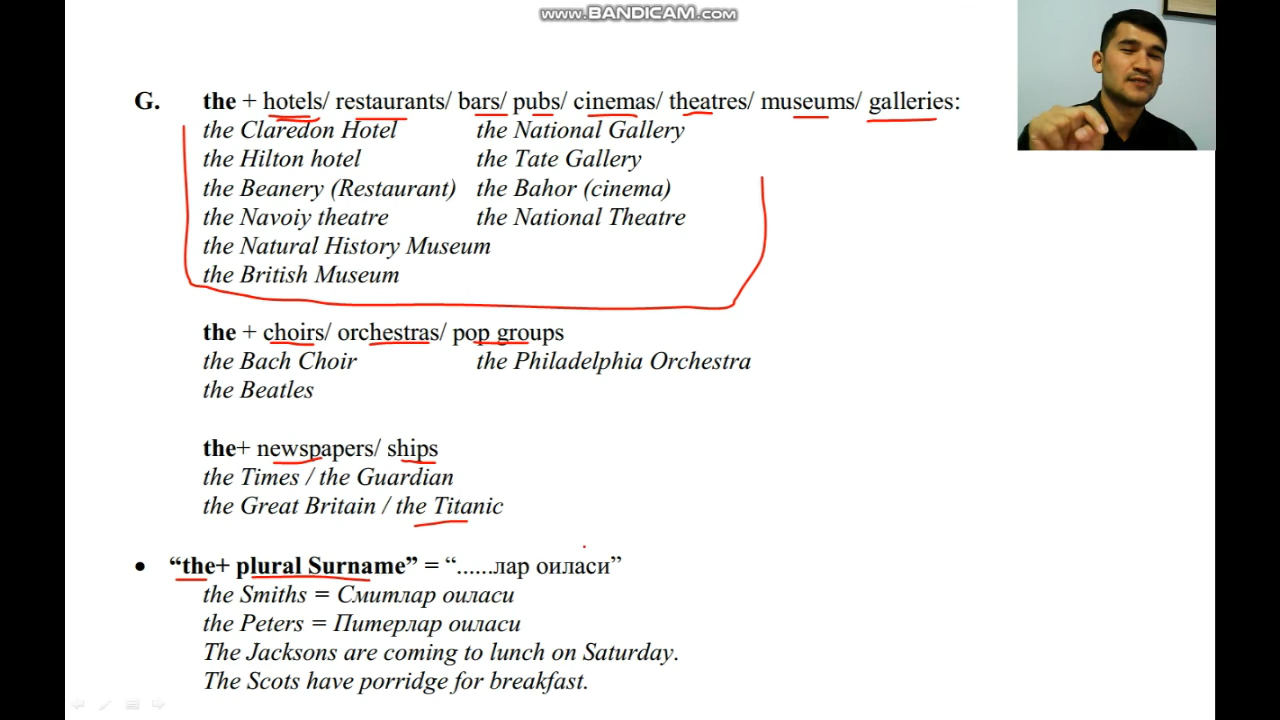 www.BANDICAM.com
G. the + hotels/ restaurants/ bars/ pubs/ cinemas/ theatres/ museums/ galleries:
the Claredon Hotel the National Gallery
the Hilton hotel the Tate Gallery
the Beanery (Restaurant) the Bahor (cinema)
the Navoiy theatre the National Theatre
the Natural History Museum
the British Museum
the + choirs/ orchestras/ pop groups
the Bach Choir the Philadelphia Orchestra
the Beatles
the+ newspapers/ ships
the Times / the Guardian
the Great Britain / the Titanic
• “the+ plural Surname” = “......лар оиласи”
the Smiths = Смитлар оиласи
the Peters = Питерлар оиласи
The Jacksons are coming to lunch on Saturday.
The Scots have porridge for breakfast.